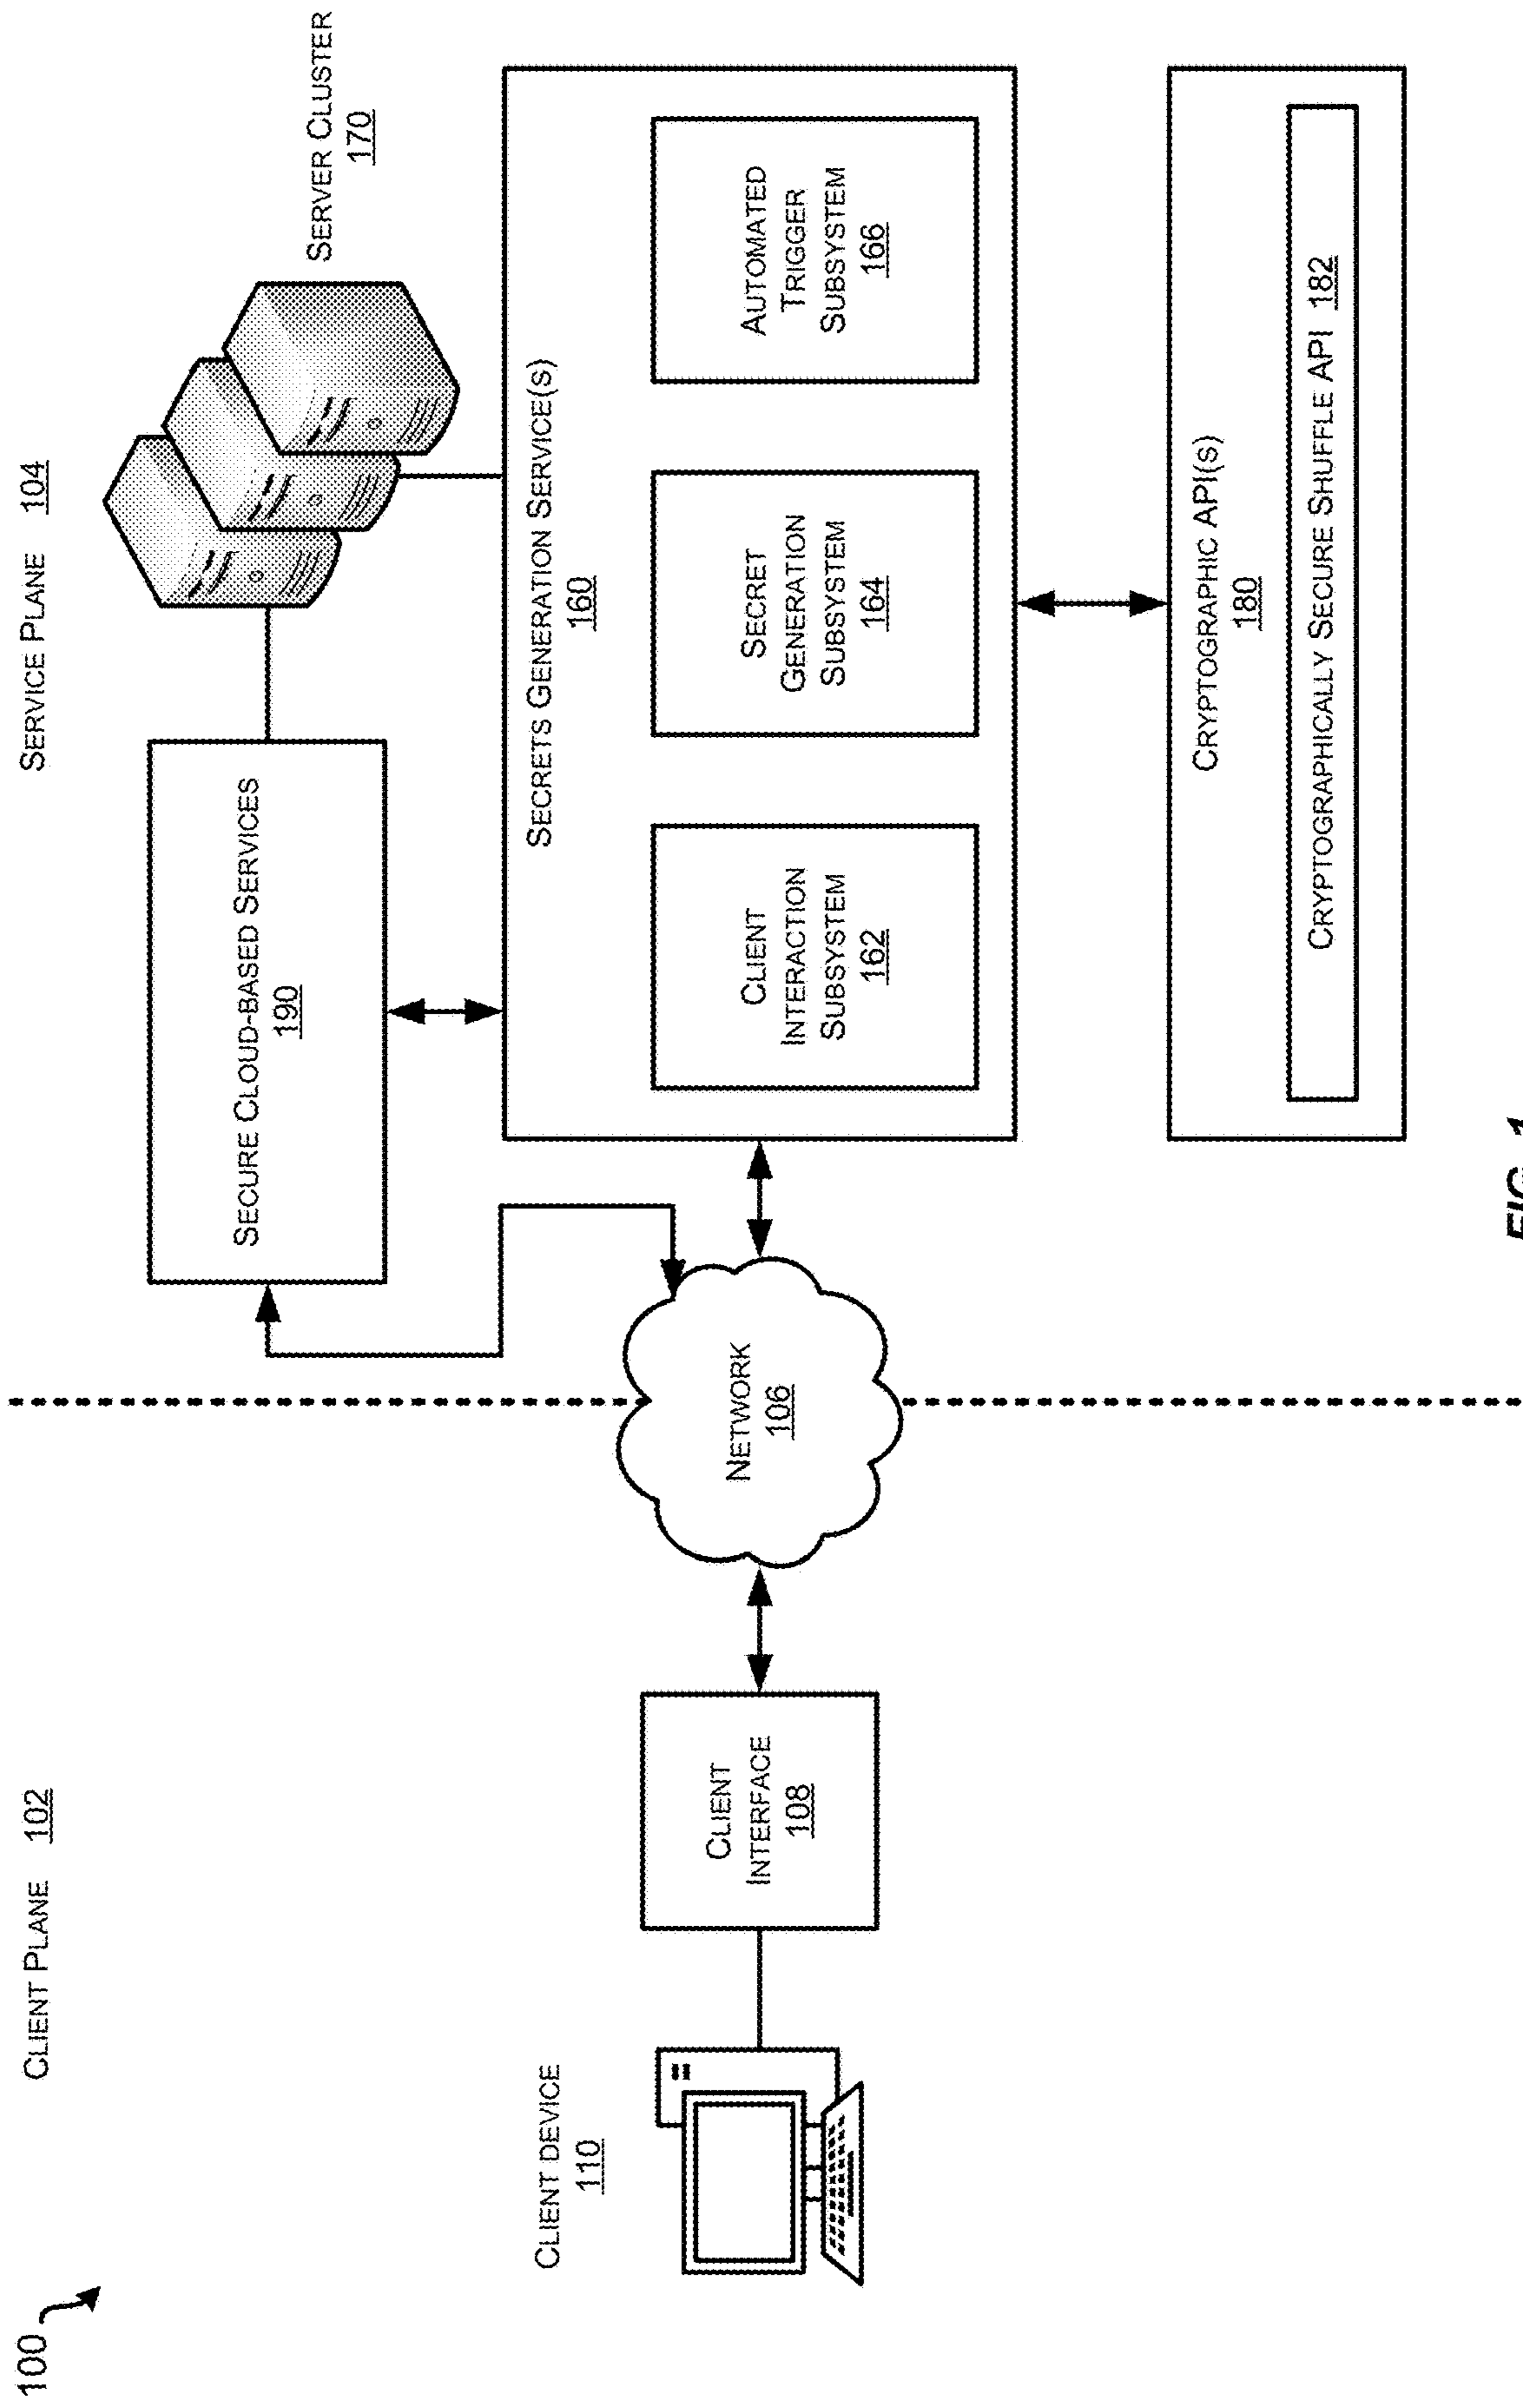 100
CLIENT PLANE 102
SERVICE PLANE 104
CLIENT DEVICE
110
CLIENT
INTERFACE
108
NETWORK
106
SECURE CLOUD-BASED SERVICES
190
SERVER CLUSTER
170
SECRETS GENERATION SERVICE(S)
160
CLIENT
INTERACTION
SUBSYSTEM
162
SECRET
GENERATION
SUBSYSTEM
164
AUTOMATED
TRIGGER
SUBSYSTEM
166
CRYPTOGRAPHIC API(S)
180
CRYPTOGRAPHICALLY SECURE SHUFFLE API 182
FIG. 1